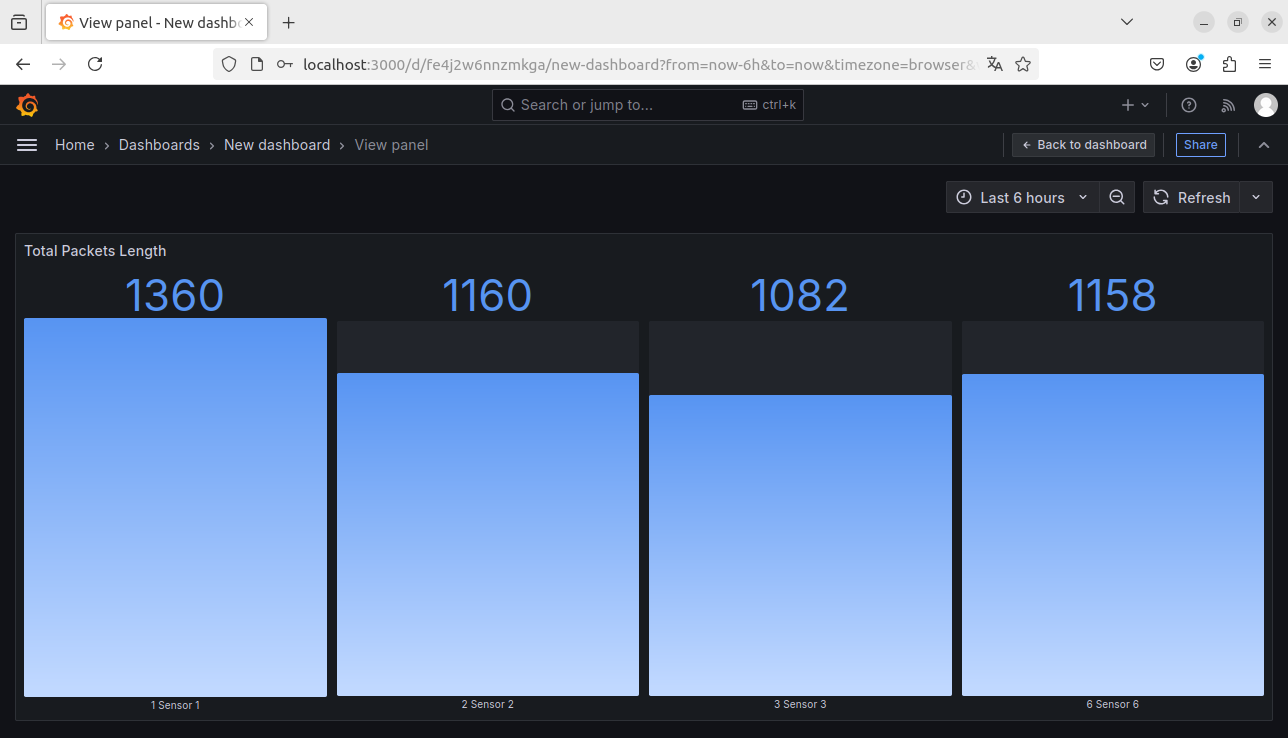 View panel - New dashb
localhost:3000/d/fe4j2w6nnzmkga/new-dashboard?from=now-6h&to=now&timezone=browser&
Search or jump to... ctrl+k
Home › Dashboards › New dashboard › View panel
← Back to dashboard
Share
Last 6 hours
Refresh
Total Packets Length
1360 1160 1082 1158
1 Sensor 1 2 Sensor 2 3 Sensor 3 6 Sensor 6